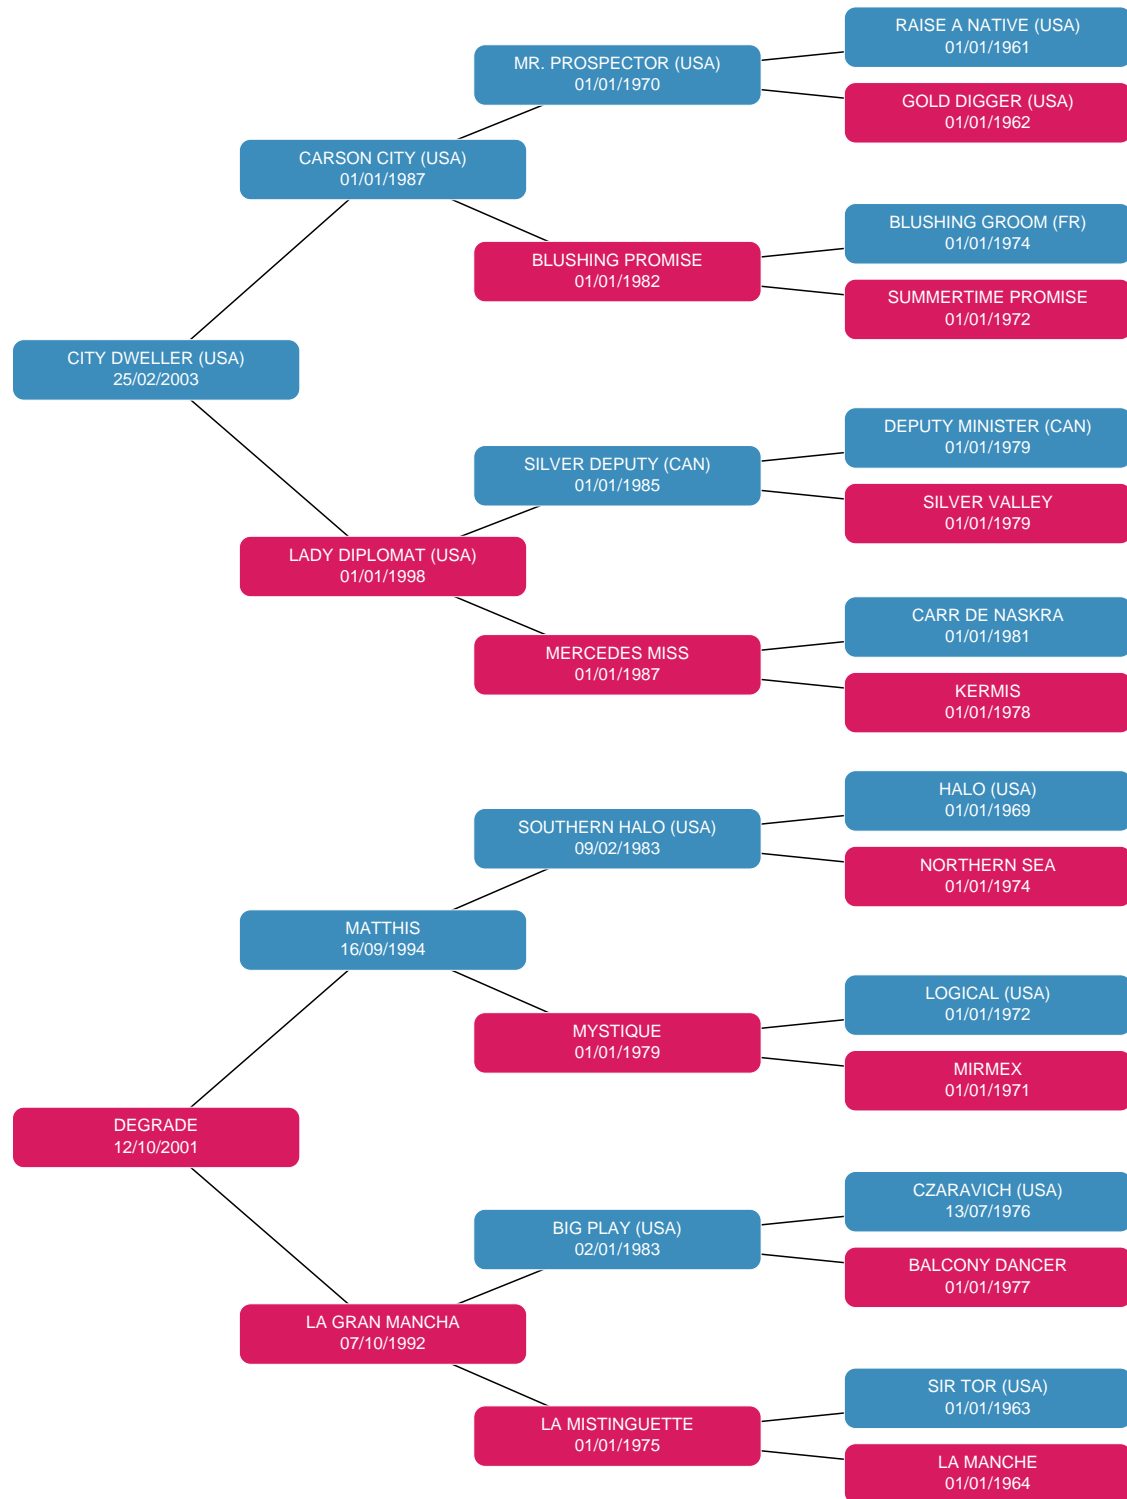 RAISE A NATIVE (USA)
01/01/1961
MR. PROSPECTOR (USA)
01/01/1970
GOLD DIGGER (USA)
01/01/1962
CARSON CITY (USA)
01/01/1987
BLUSHING GROOM (FR)
01/01/1974
BLUSHING PROMISE
01/01/1982
SUMMERTIME PROMISE
01/01/1972
CITY DWELLER (USA)
25/02/2003
DEPUTY MINISTER (CAN)
01/01/1979
SILVER DEPUTY (CAN)
01/01/1985
SILVER VALLEY
01/01/1979
LADY DIPLOMAT (USA)
01/01/1998
CARR DE NASKRA
01/01/1981
MERCEDES MISS
01/01/1987
KERMIS
01/01/1978
HALO (USA)
01/01/1969
SOUTHERN HALO (USA)
09/02/1983
NORTHERN SEA
01/01/1974
MATTHIS
16/09/1994
LOGICAL (USA)
01/01/1972
MYSTIQUE
01/01/1979
MIRMEX
01/01/1971
DEGRADE
12/10/2001
CZARAVICH (USA)
13/07/1976
BIG PLAY (USA)
02/01/1983
BALCONY DANCER
01/01/1977
LA GRAN MANCHA
07/10/1992
SIR TOR (USA)
01/01/1963
LA MISTINGUETTE
01/01/1975
LA MANCHE
01/01/1964